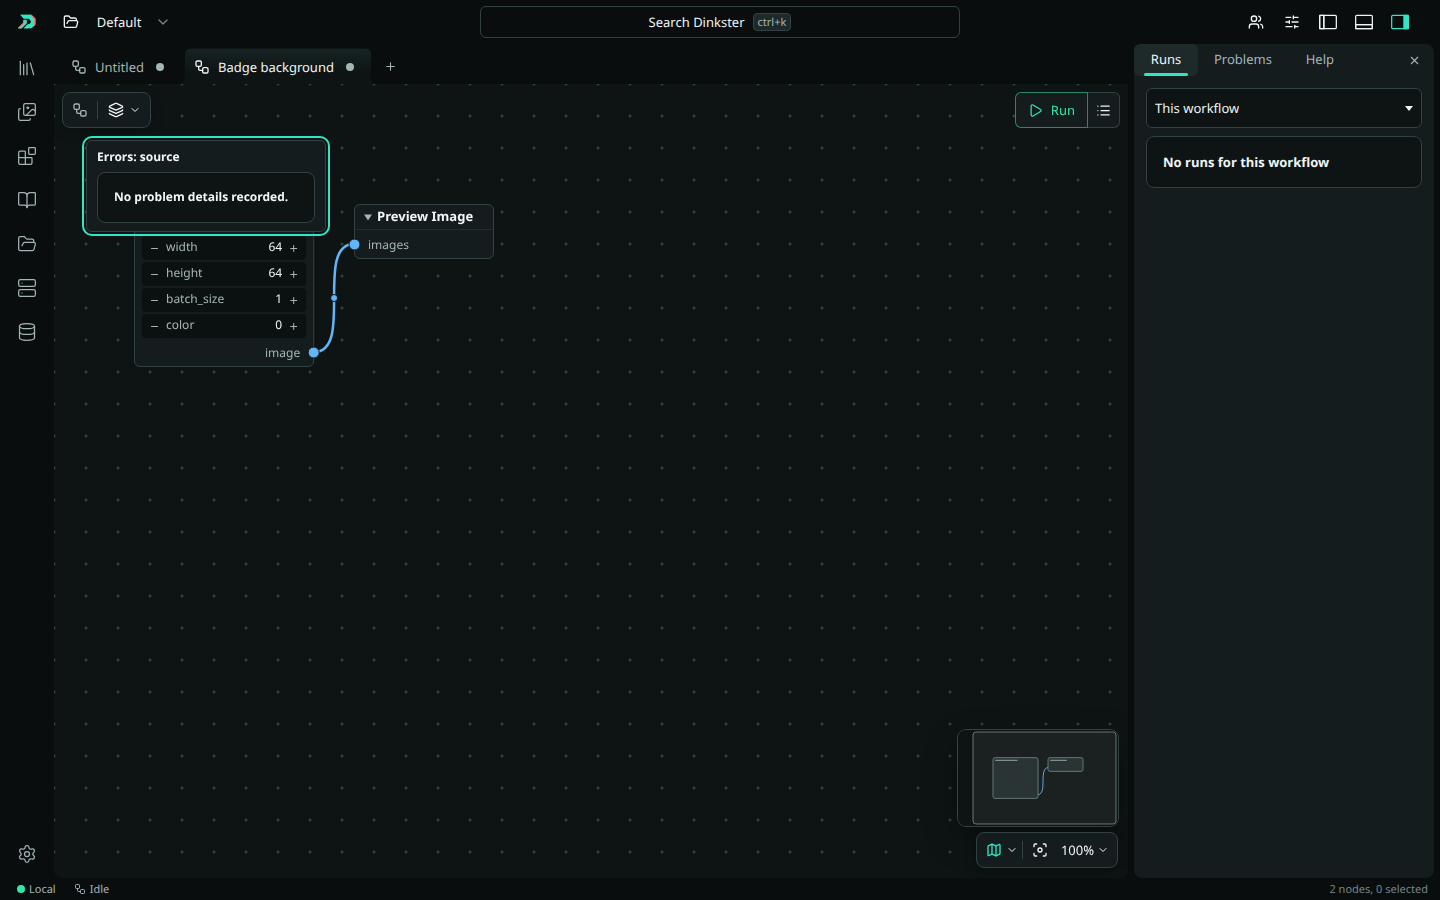 Default
Search Dinkster ctrl+k
Untitled
Badge background
Runs
Problems
Help
Run
This workflow
No runs for this workflow
Errors: source
No problem details recorded.
Preview Image
images
width 64
height 64
batch_size 1
color 0
image
100%
Local
Idle
2 nodes, 0 selected